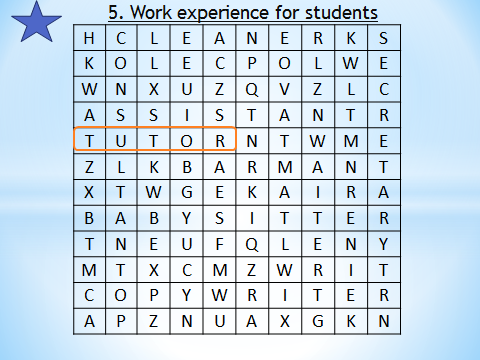 5. Work experience for students
H C L E A N E R K S
K O L E C P O L W E
W N X U Z Q V Z L C
A S S I S T A N T R
T U T O R N T W M E
Z L K B A R M A N T
X T W G E K A I R A
B A B Y S I T T E R
T N E U F Q L E N Y
M T X C M Z W R I T
C O P Y W R I T E R
A P Z N U A X G K N